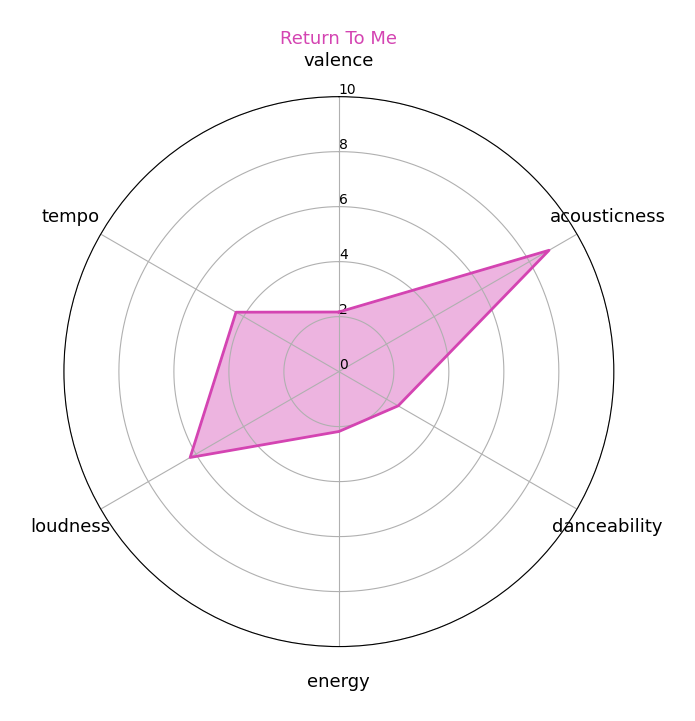 Return To Me
valence
10
8
tempo
acousticness
6
4
2
0
loudness
danceability
energy